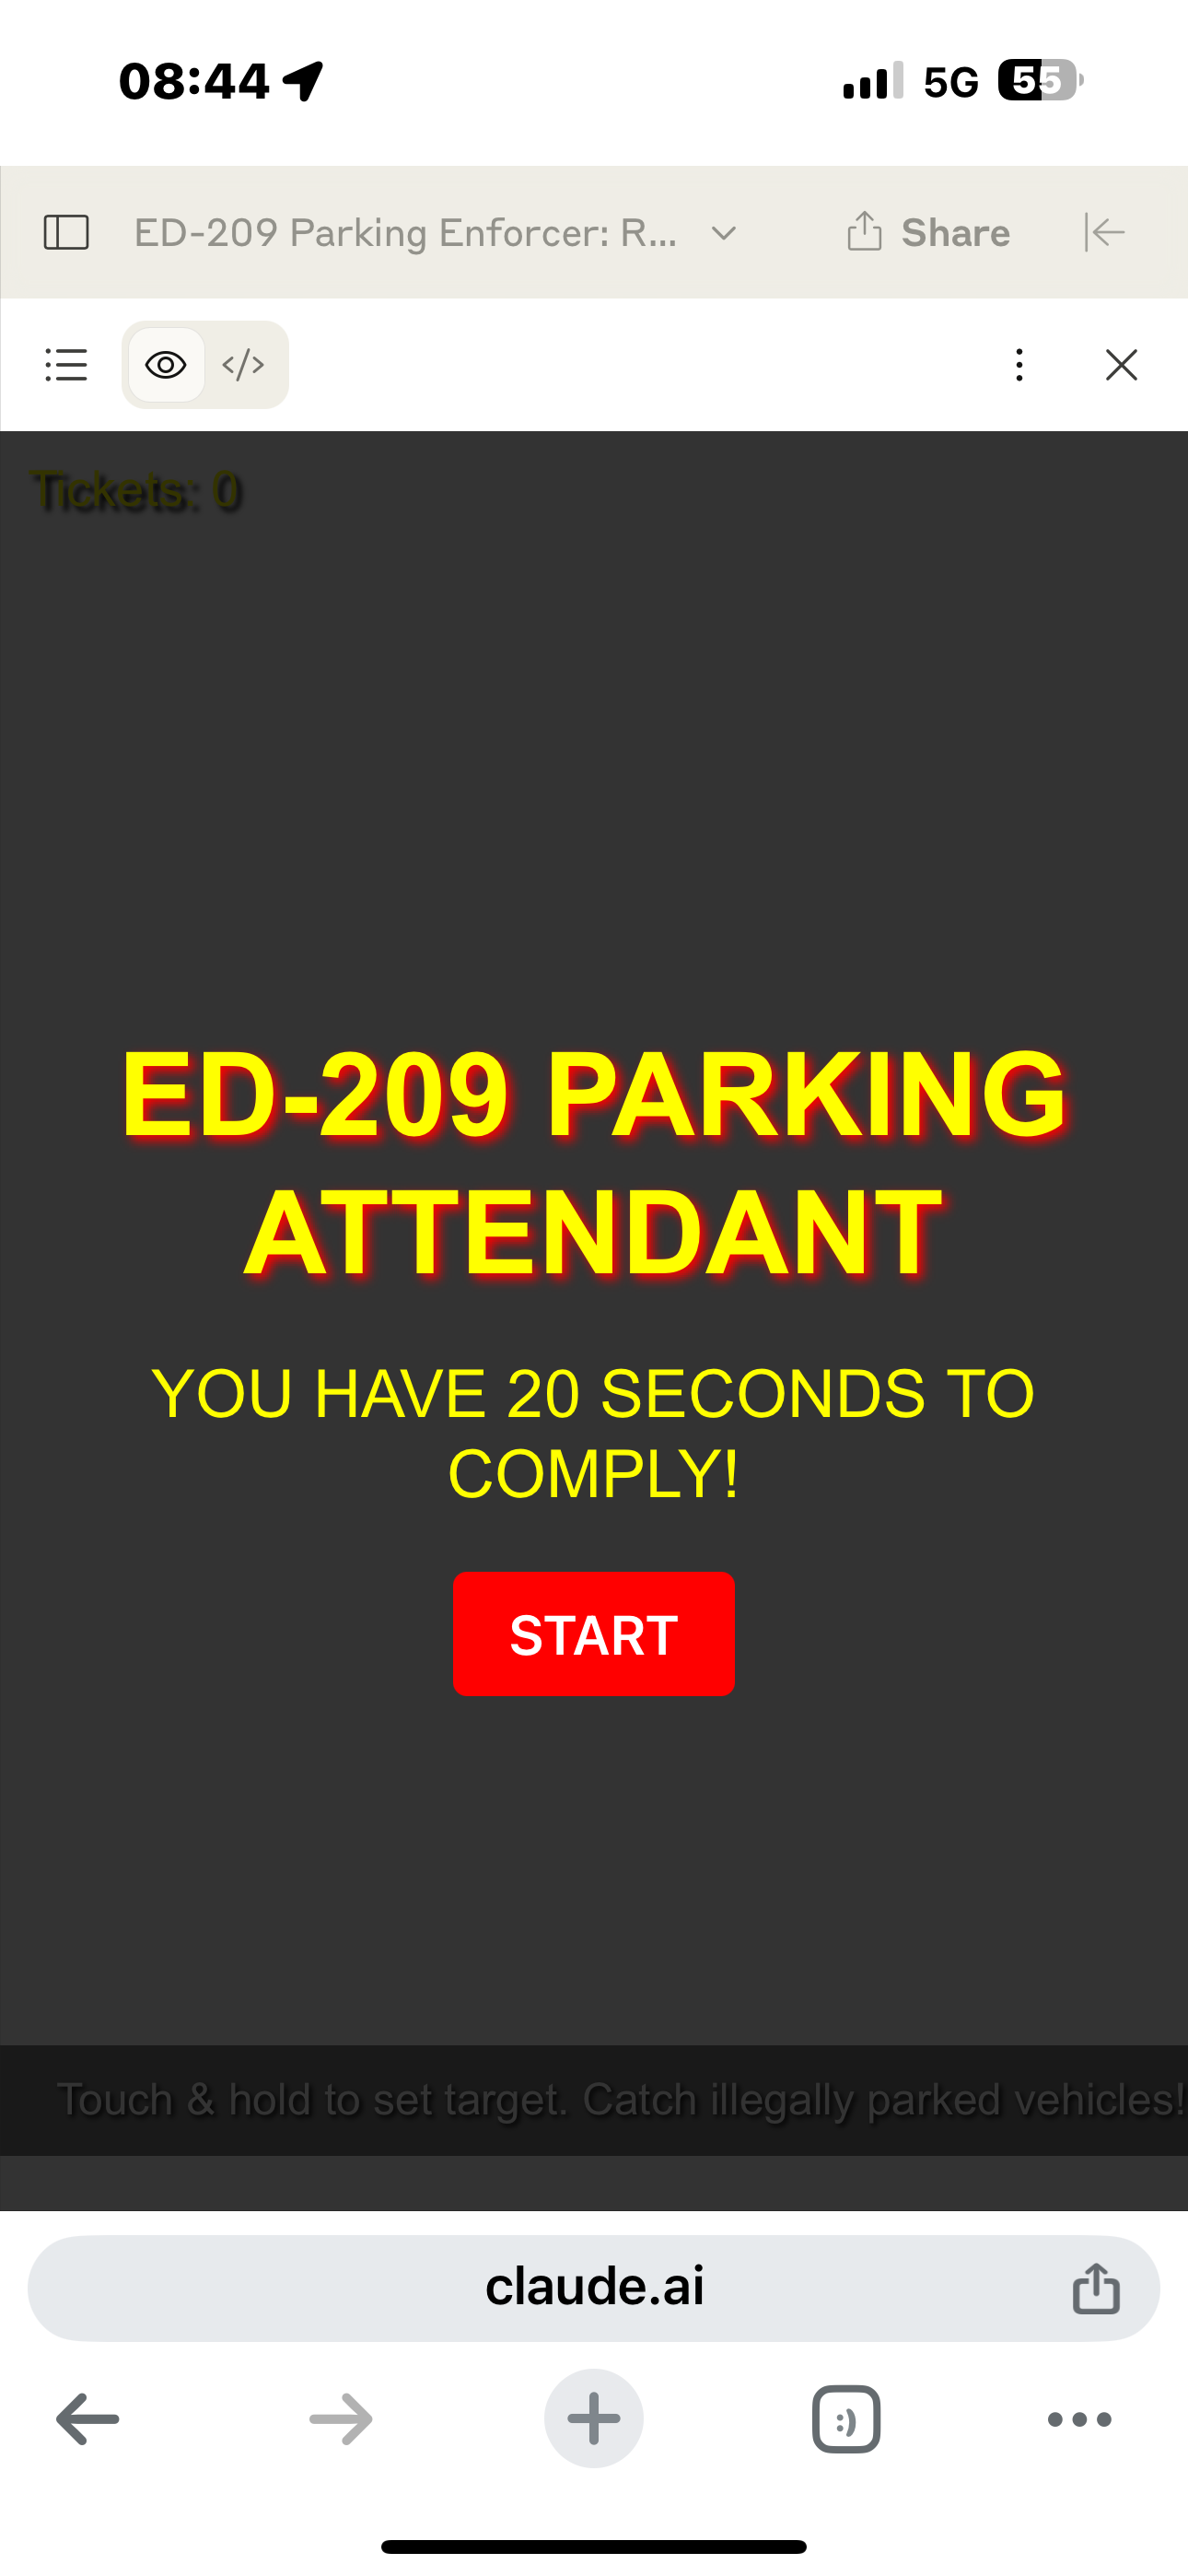 08:44 5G 55
ED-209 Parking Enforcer: R... Share
</>
Tickets: 0
ED-209 PARKING
ATTENDANT
YOU HAVE 20 SECONDS TO
COMPLY!
START
Touch & hold to set target. Catch illegally parked vehicles!
claude.ai
:)